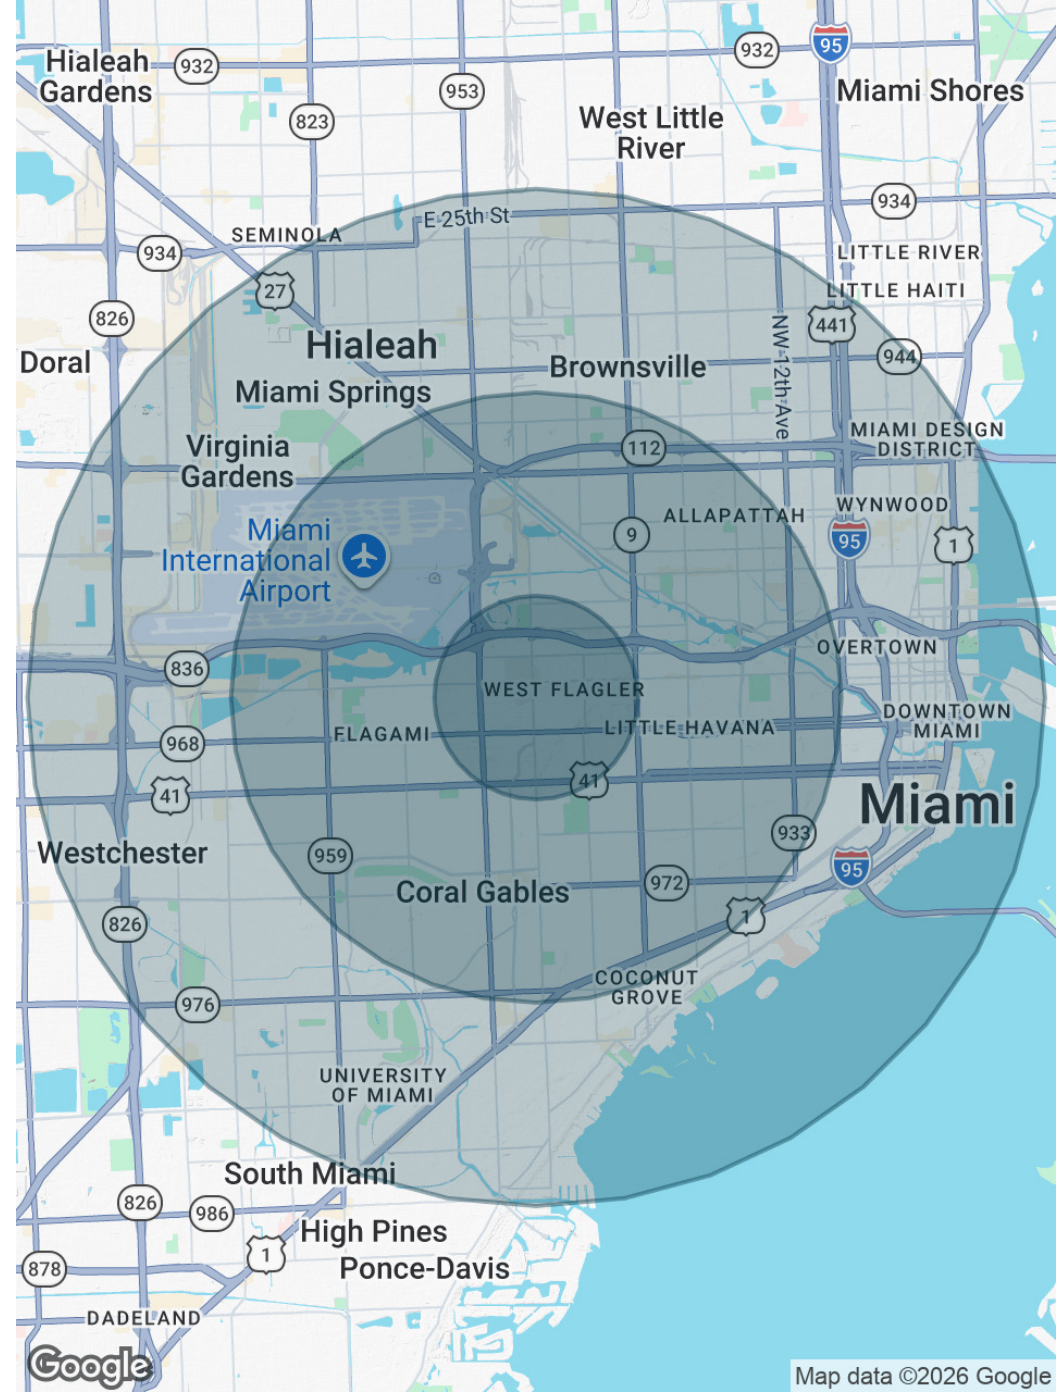 Hialeah
Gardens
932
932
95
953
823
Miami Shores
West Little
River
934
E 25th St
SEMINOLA
934
LITTLE RIVER
27
LITTLE HAITI
826
441
Hialeah
NW 12th Ave
944
Doral
Brownsville
Miami Springs
MIAMI DESIGN
DISTRICT
Virginia
Gardens
112
WYNWOOD
ALLAPATTAH
Miami
International
Airport
9
95
1
OVERTOWN
836
WEST FLAGLER
DOWNTOWN
MIAMI
LITTLE HAVANA
FLAGAMI
968
41
41
Miami
933
Westchester
959
95
972
Coral Gables
826
1
COCONUT
GROVE
976
UNIVERSITY
OF MIAMI
South Miami
826
986
High Pines
1
Ponce-Davis
878
DADELAND
Google
Map data ©2026 Google